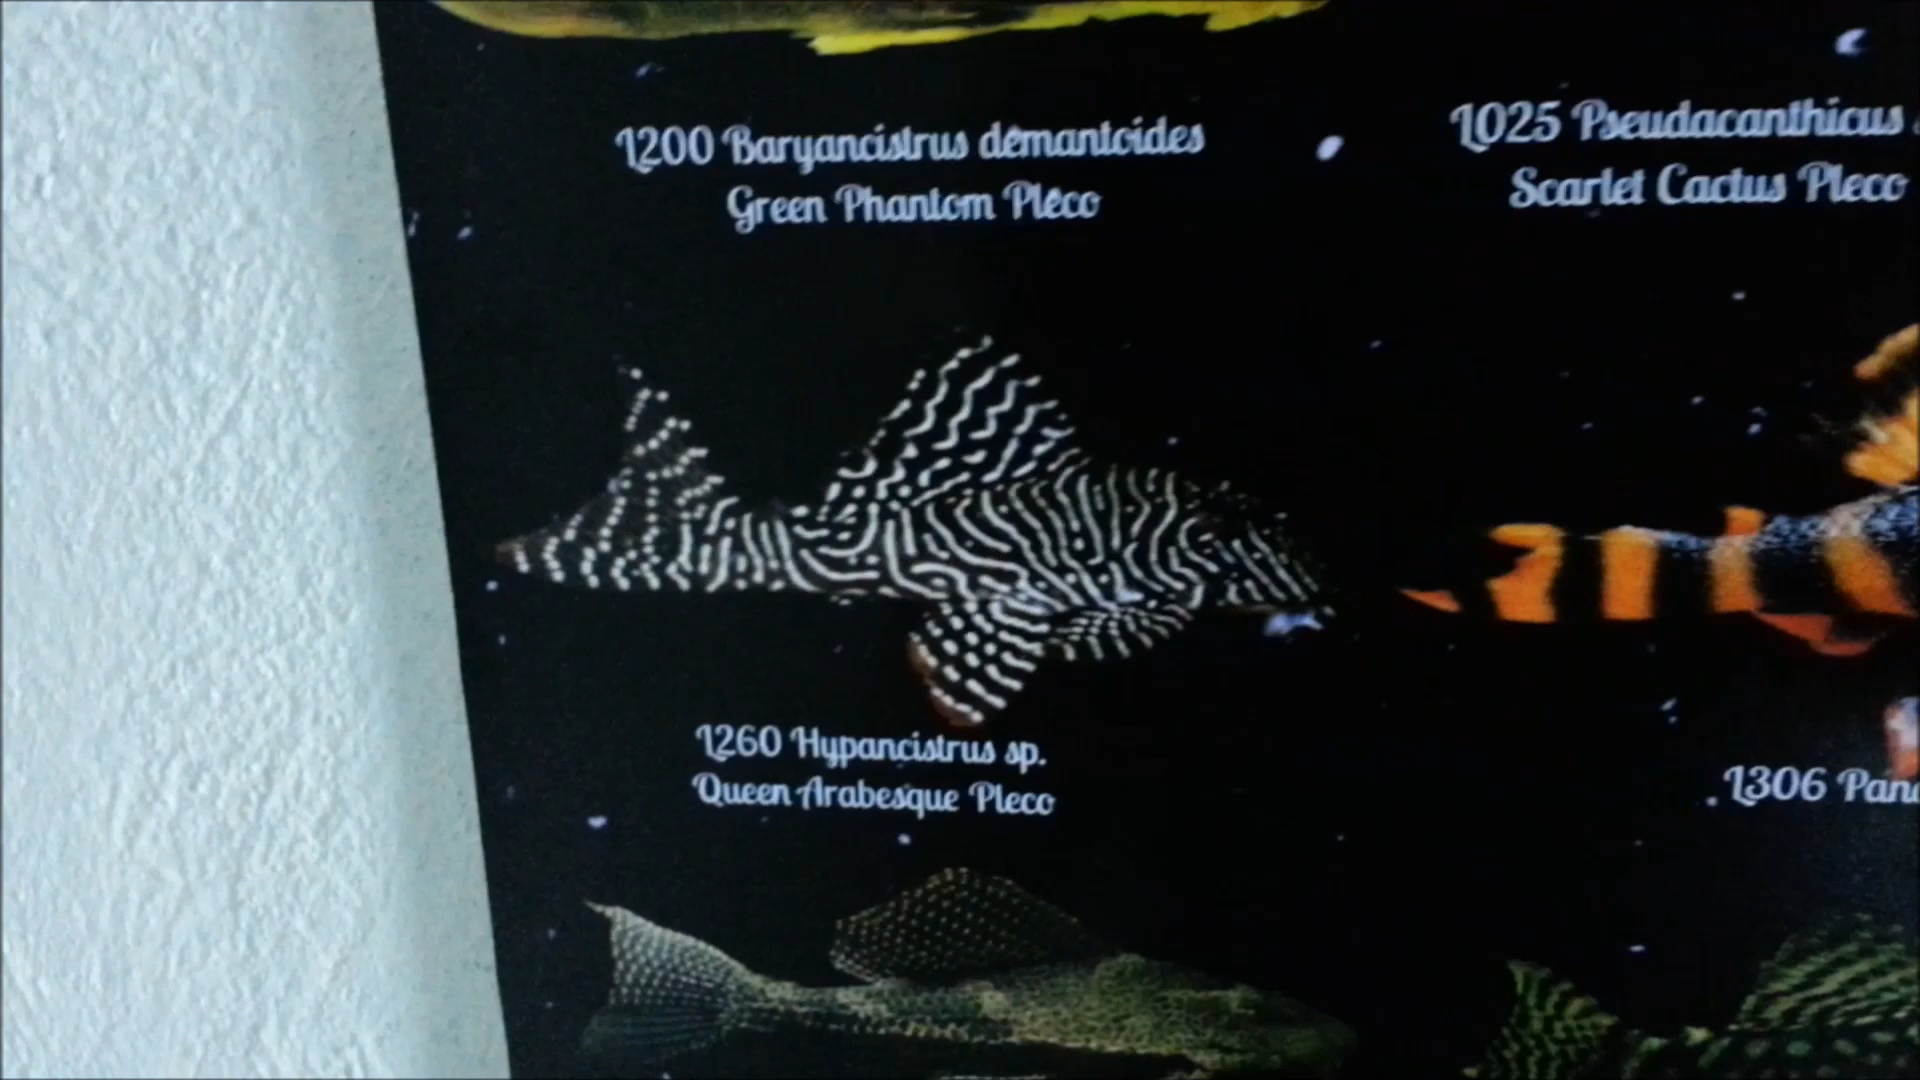 L200 Baryancistrus demantoides
Green Phantom Pleco
L025 Pseudacanthicus
Scarlet Cactus Pleco
L260 Hypancistrus sp.
Queen Arabesque Pleco
L306